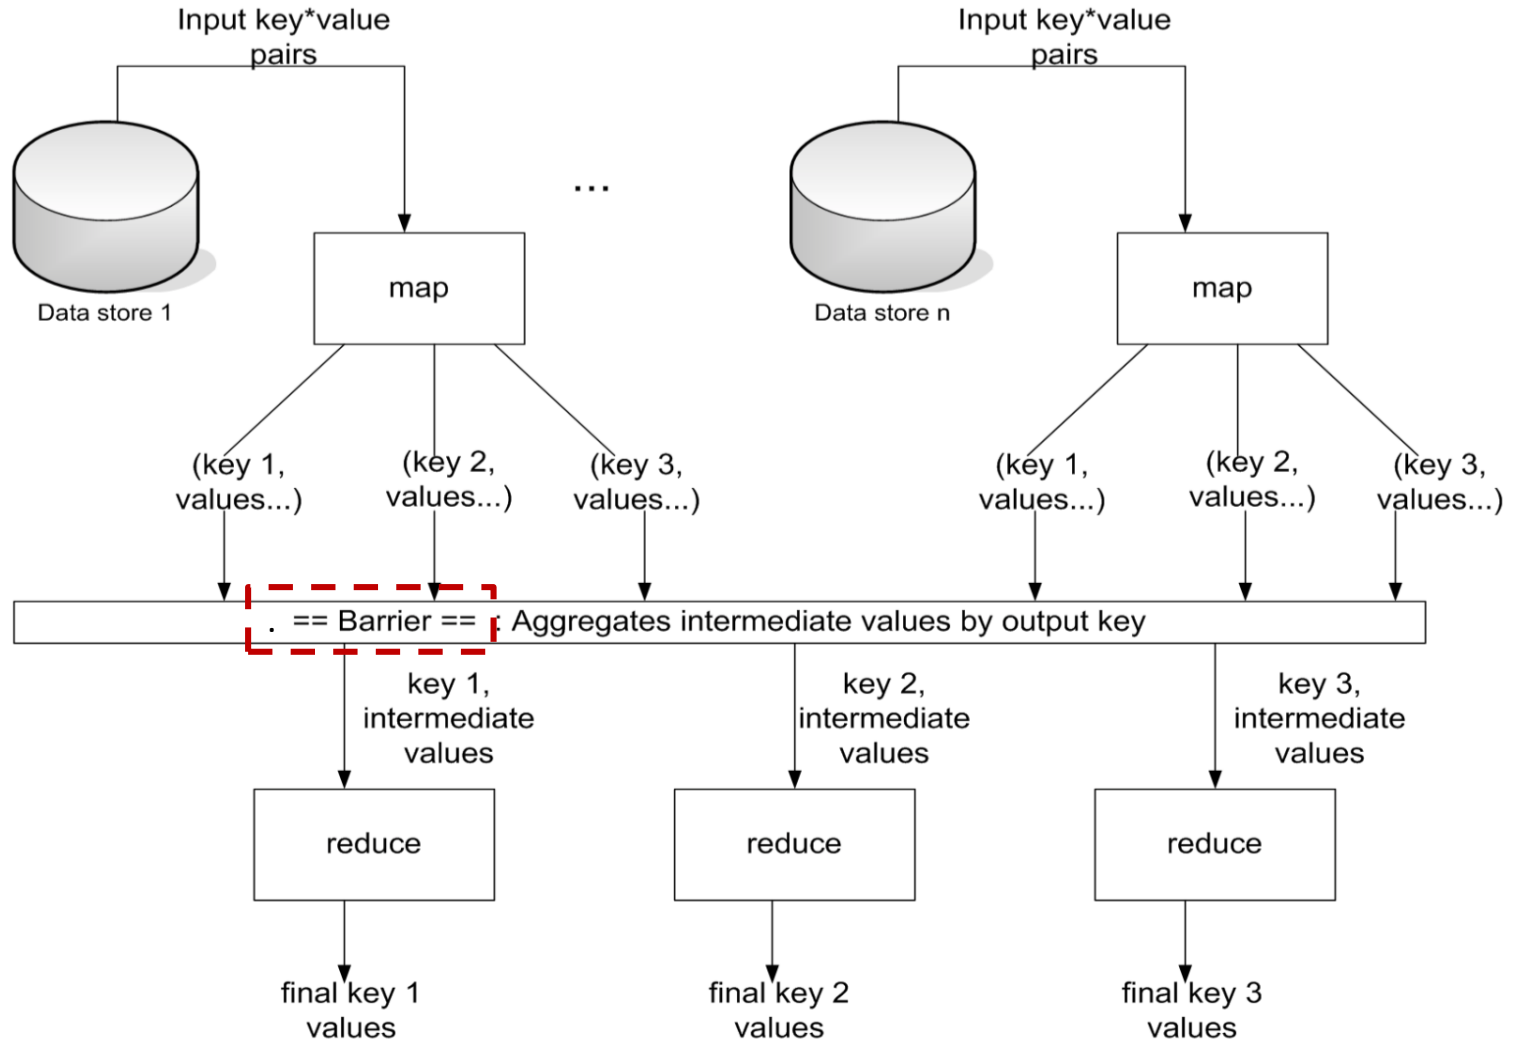 Input key*value
pairs
Input key*value
pairs
...
map
map
Data store 1
Data store n
(key 1,
values...)
(key 2,
values...)
(key 3,
values...)
(key 1,
values...)
(key 2,
values...)
(key 3,
values...)
. == Barrier == : Aggregates intermediate values by output key
key 1,
intermediate
values
key 2,
intermediate
values
key 3,
intermediate
values
reduce
reduce
reduce
final key 1
values
final key 2
values
final key 3
values